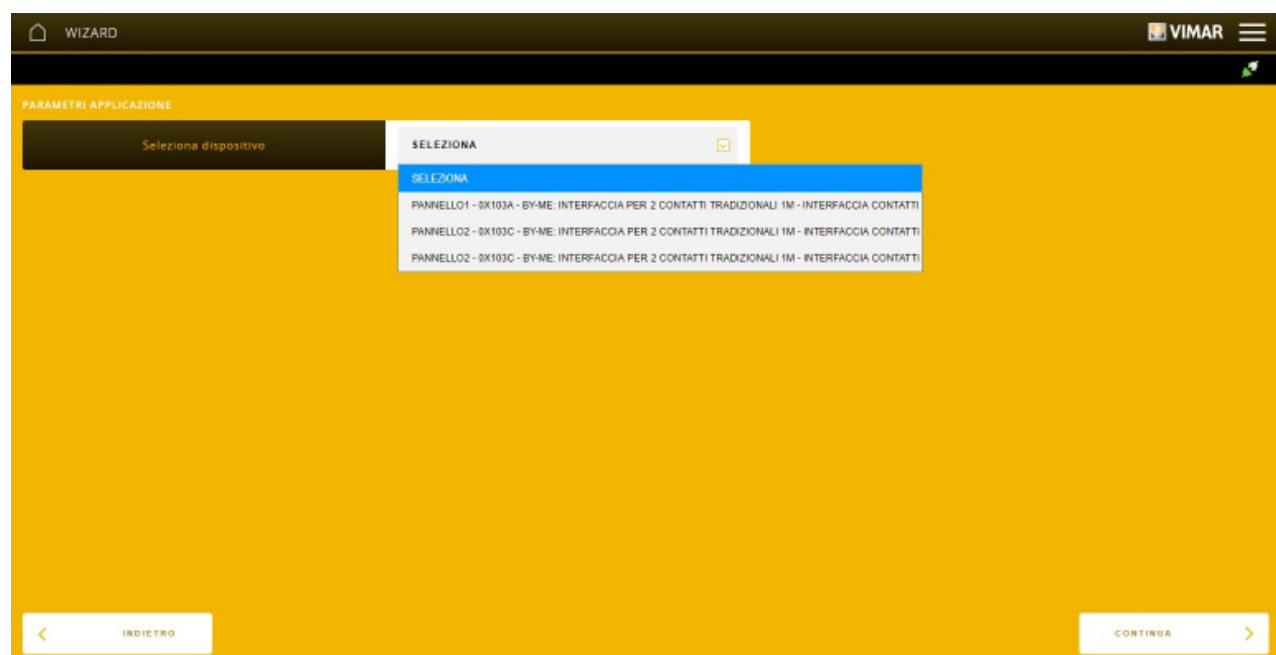 WIZARD
VIMAR
PARAMETRI APPLICAZIONE
Seleziona dispositivo
SELEZIONA
SELEZIONA
PANNELLO1 - 0X103A - BY-ME: INTERFACCIA PER 2 CONTATTI TRADIZIONALI 1M - INTERFACCIA CONTATTI
PANNELLO2 - 0X103C - BY-ME: INTERFACCIA PER 2 CONTATTI TRADIZIONALI 1M - INTERFACCIA CONTATTI
PANNELLO2 - 0X103C - BY-ME: INTERFACCIA PER 2 CONTATTI TRADIZIONALI 1M - INTERFACCIA CONTATTI
INDIETRO
CONTINUA